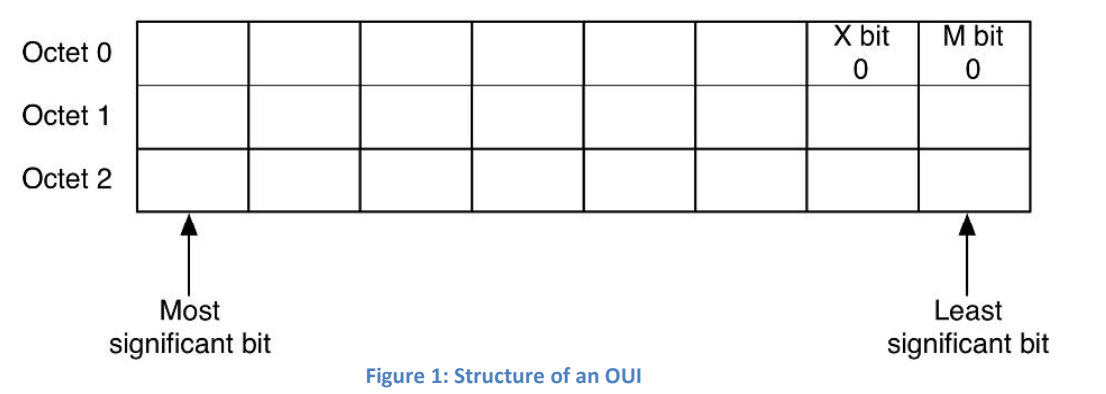 Octet 0
X bit
0
M bit
0
Octet 1
Octet 2
Most
significant bit
Least
significant bit
Figure 1: Structure of an OUI